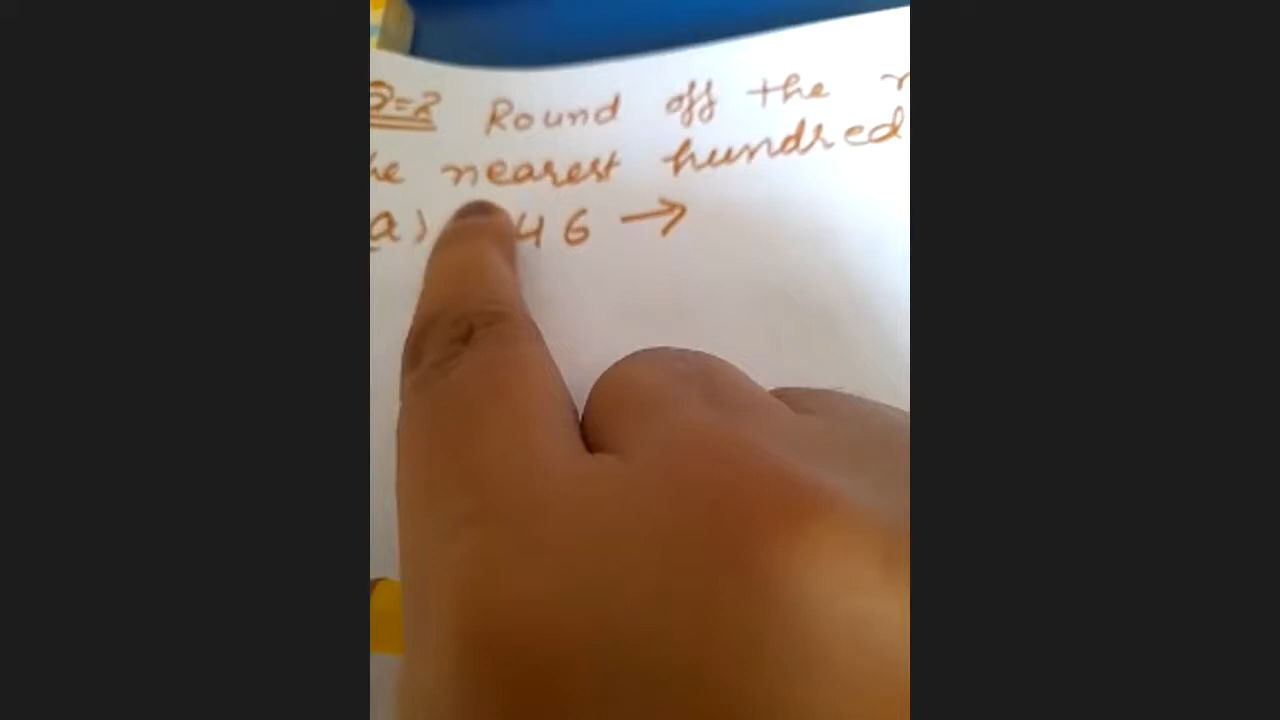 Q=2 Round off the
he nearest hundred
a) 46 →